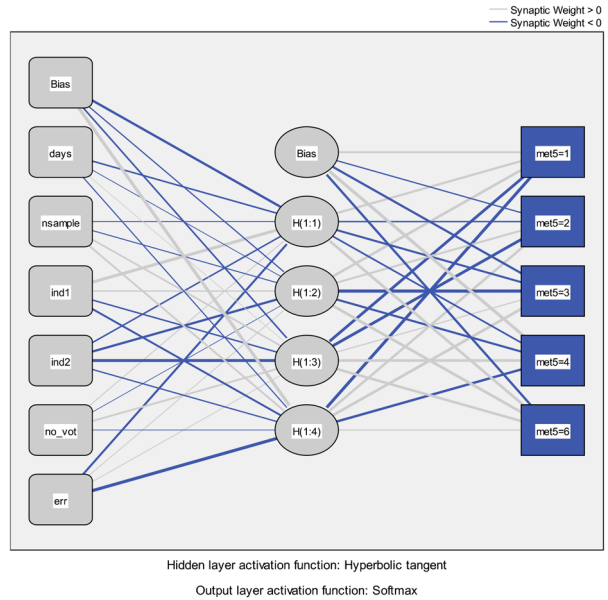 Synaptic Weight > 0
Synaptic Weight < 0
Bias
days
nsample
ind1
ind2
no_vot
err
Bias
H(1:1)
H(1:2)
H(1:3)
H(1:4)
met5=1
met5=2
met5=3
met5=4
met5=6
Hidden layer activation function: Hyperbolic tangent
Output layer activation function: Softmax